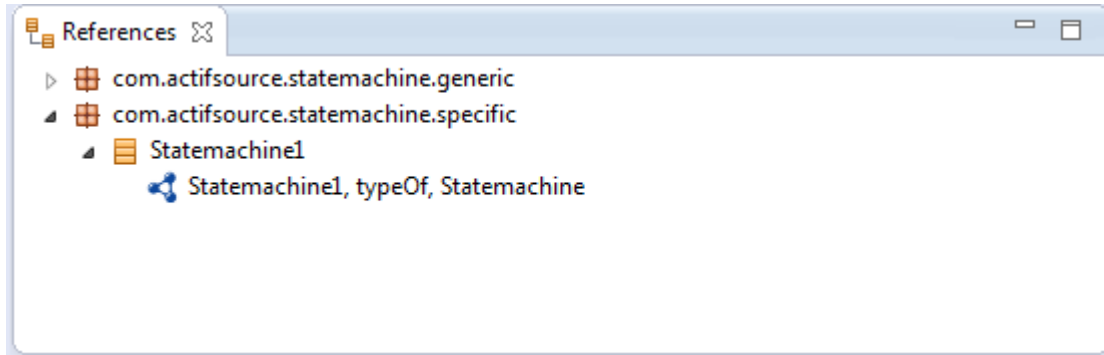 References
com.actifsource.statemachine.generic
com.actifsource.statemachine.specific
Statemachine1
Statemachine1, typeOf, Statemachine